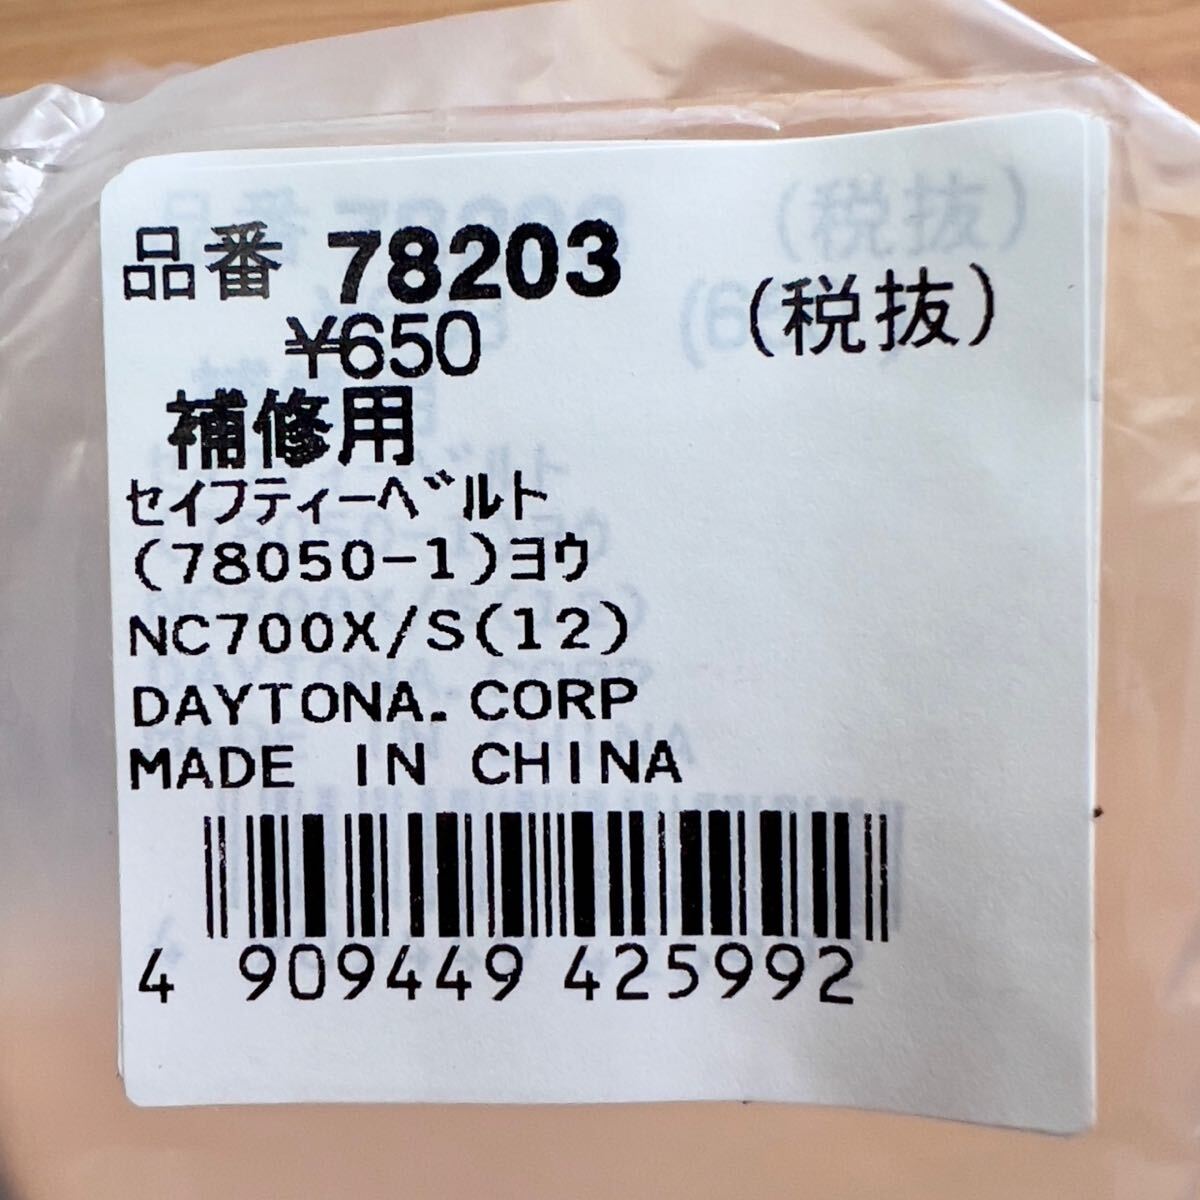 品番 78203
¥650 (税抜)
補修用
セイフティーベルト
(78050-1)ヨウ
NC700X/S(12)
DAYTONA.CORP
MADE IN CHINA
4 909449 425992